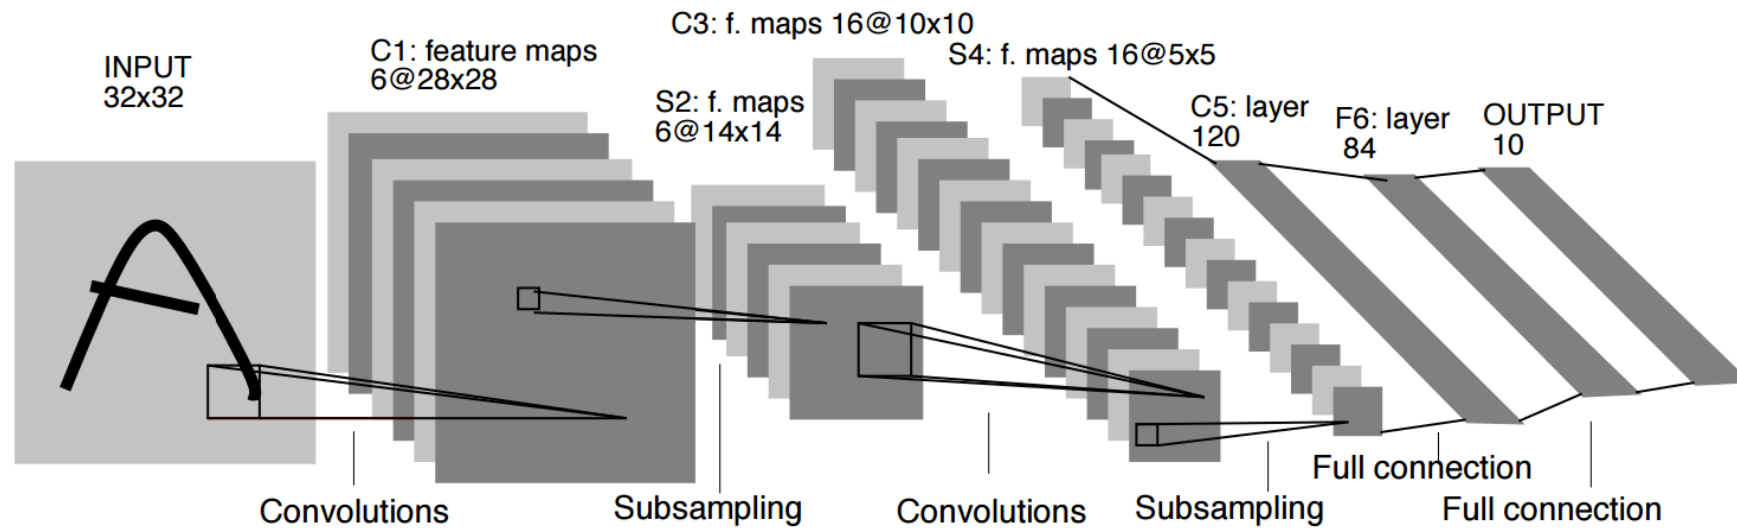 INPUT
32x32
C1: feature maps
6@28x28
S2: f. maps
6@14x14
C3: f. maps 16@10x10
S4: f. maps 16@5x5
C5: layer
120
F6: layer
84
OUTPUT
10
Convolutions
Subsampling
Convolutions
Subsampling
Full connection
Full connection
A